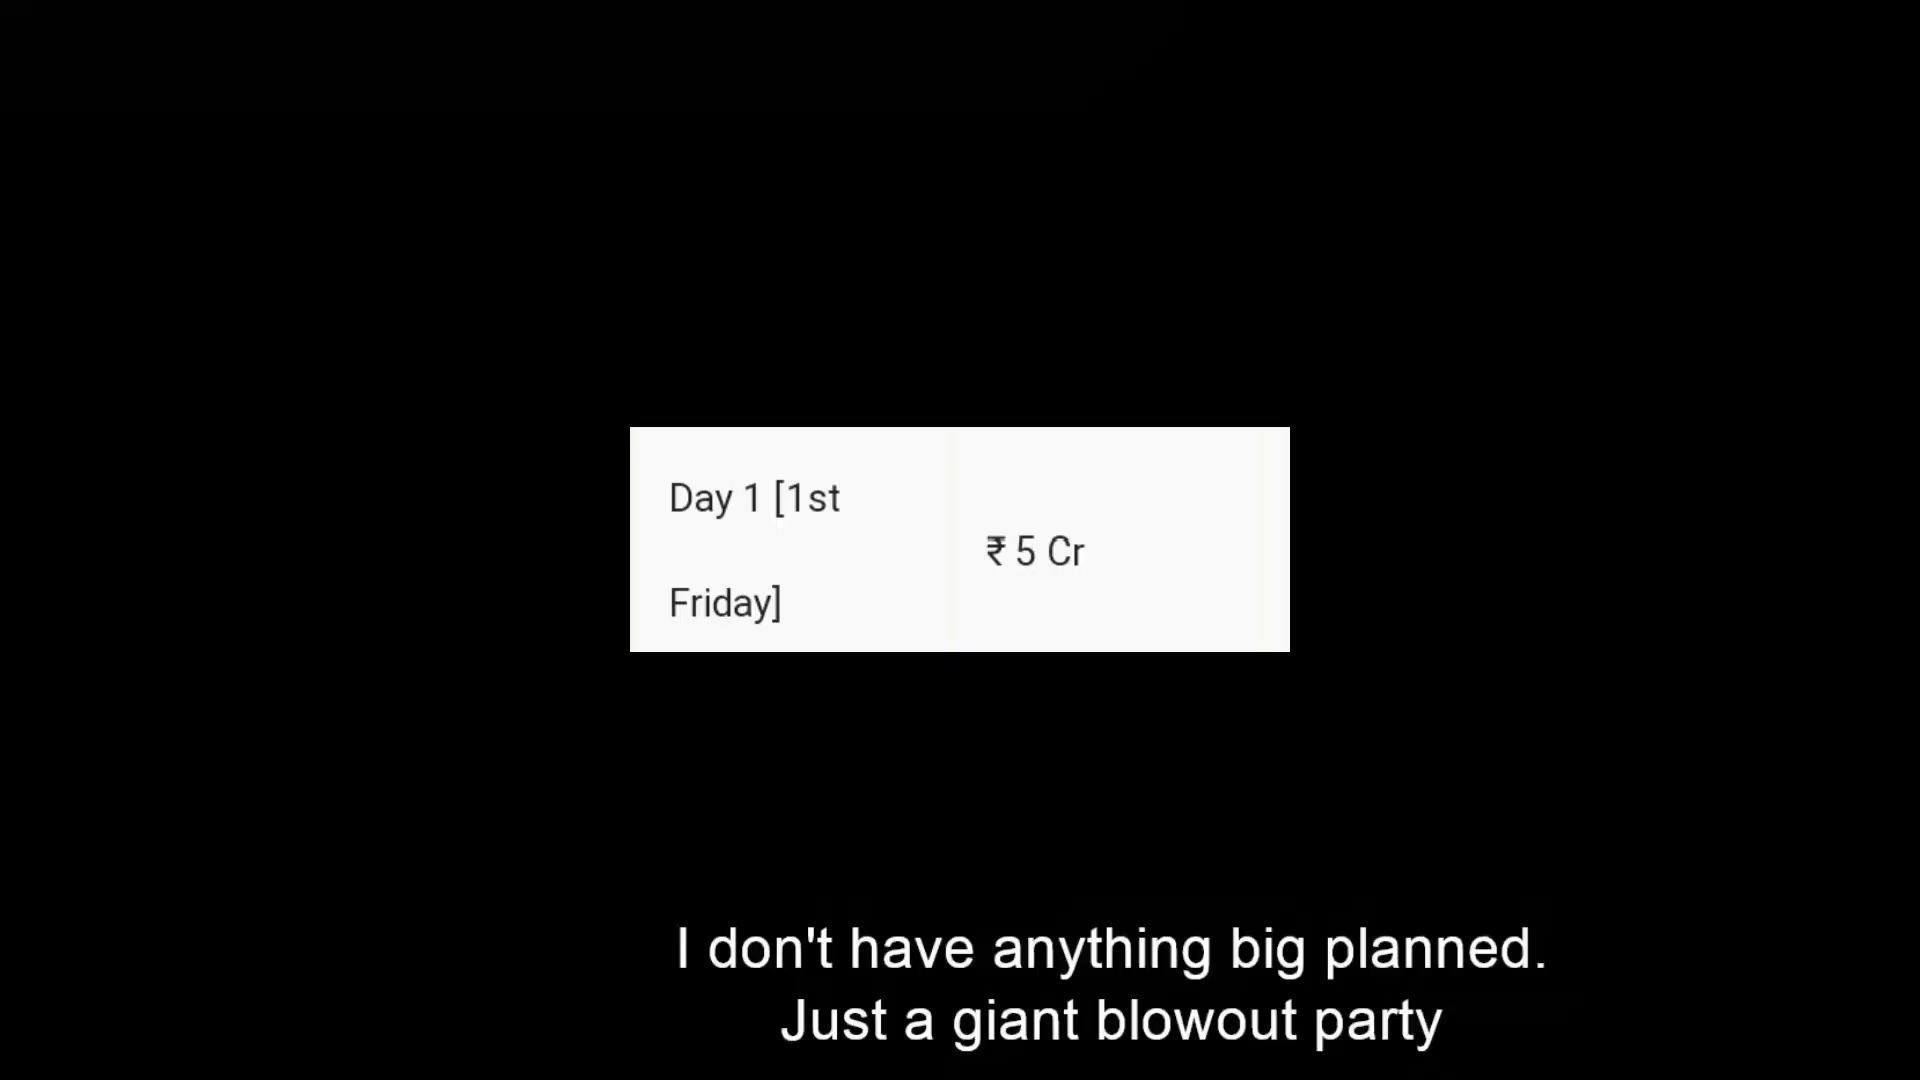 Day 1 [1st
Friday]
₹ 5 Cr
I don't have anything big planned.
Just a giant blowout party